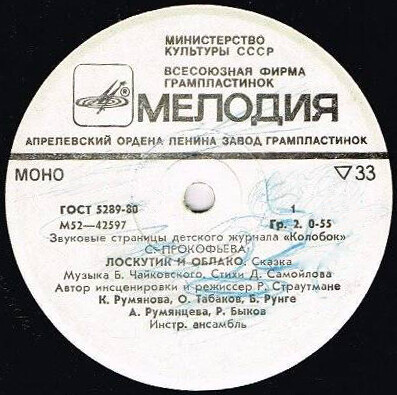 МИНИСТЕРСТВО
КУЛЬТУРЫ СССР
ВСЕСОЮЗНАЯ ФИРМА
ГРАМПЛАСТИНОК
МЕЛОДИЯ
АПРЕЛЕВСКИЙ ОРДЕНА ЛЕНИНА ЗАВОД ГРАМПЛАСТИНОК
МОНО ▽33
ГОСТ 5289-80 1
М52—42597 Гр. 2. 0-55
Звуковые страницы детского журнала «Колобок»
С. ПРОКОФЬЕВА
ЛОСКУТИК И ОБЛАКО, Сказка
Музыка Б. Чайковского, Стихи Д. Самойлова
Автор инсценировки и режиссер Р. Страутмане
К. Румянова, О. Табаков, Б. Рунге
А. Румянцева, Р. Быков
Инстр. ансамбль